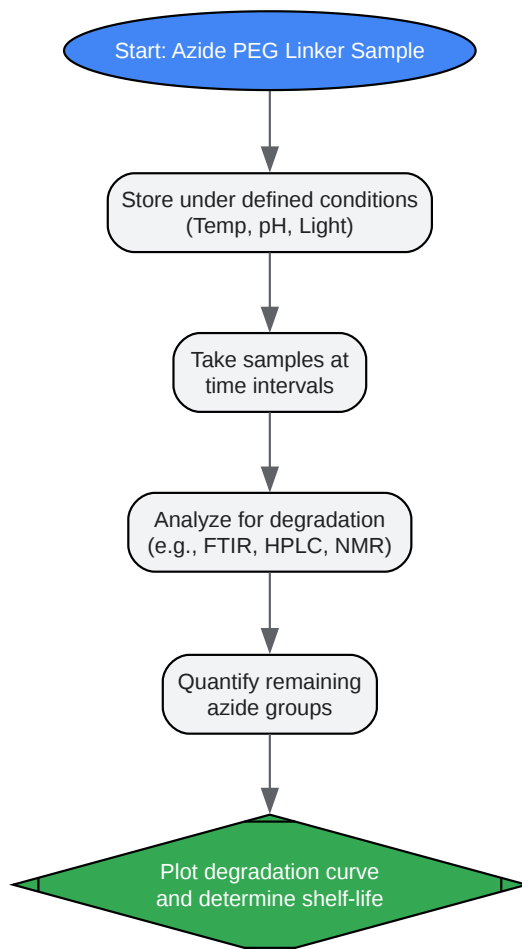 Start: Azide PEG Linker Sample
Store under defined conditions
(Temp, pH, Light)
Take samples at
time intervals
Analyze for degradation
(e.g., FTIR, HPLC, NMR)
Quantify remaining
azide groups
Plot degradation curve
and determine shelf-life